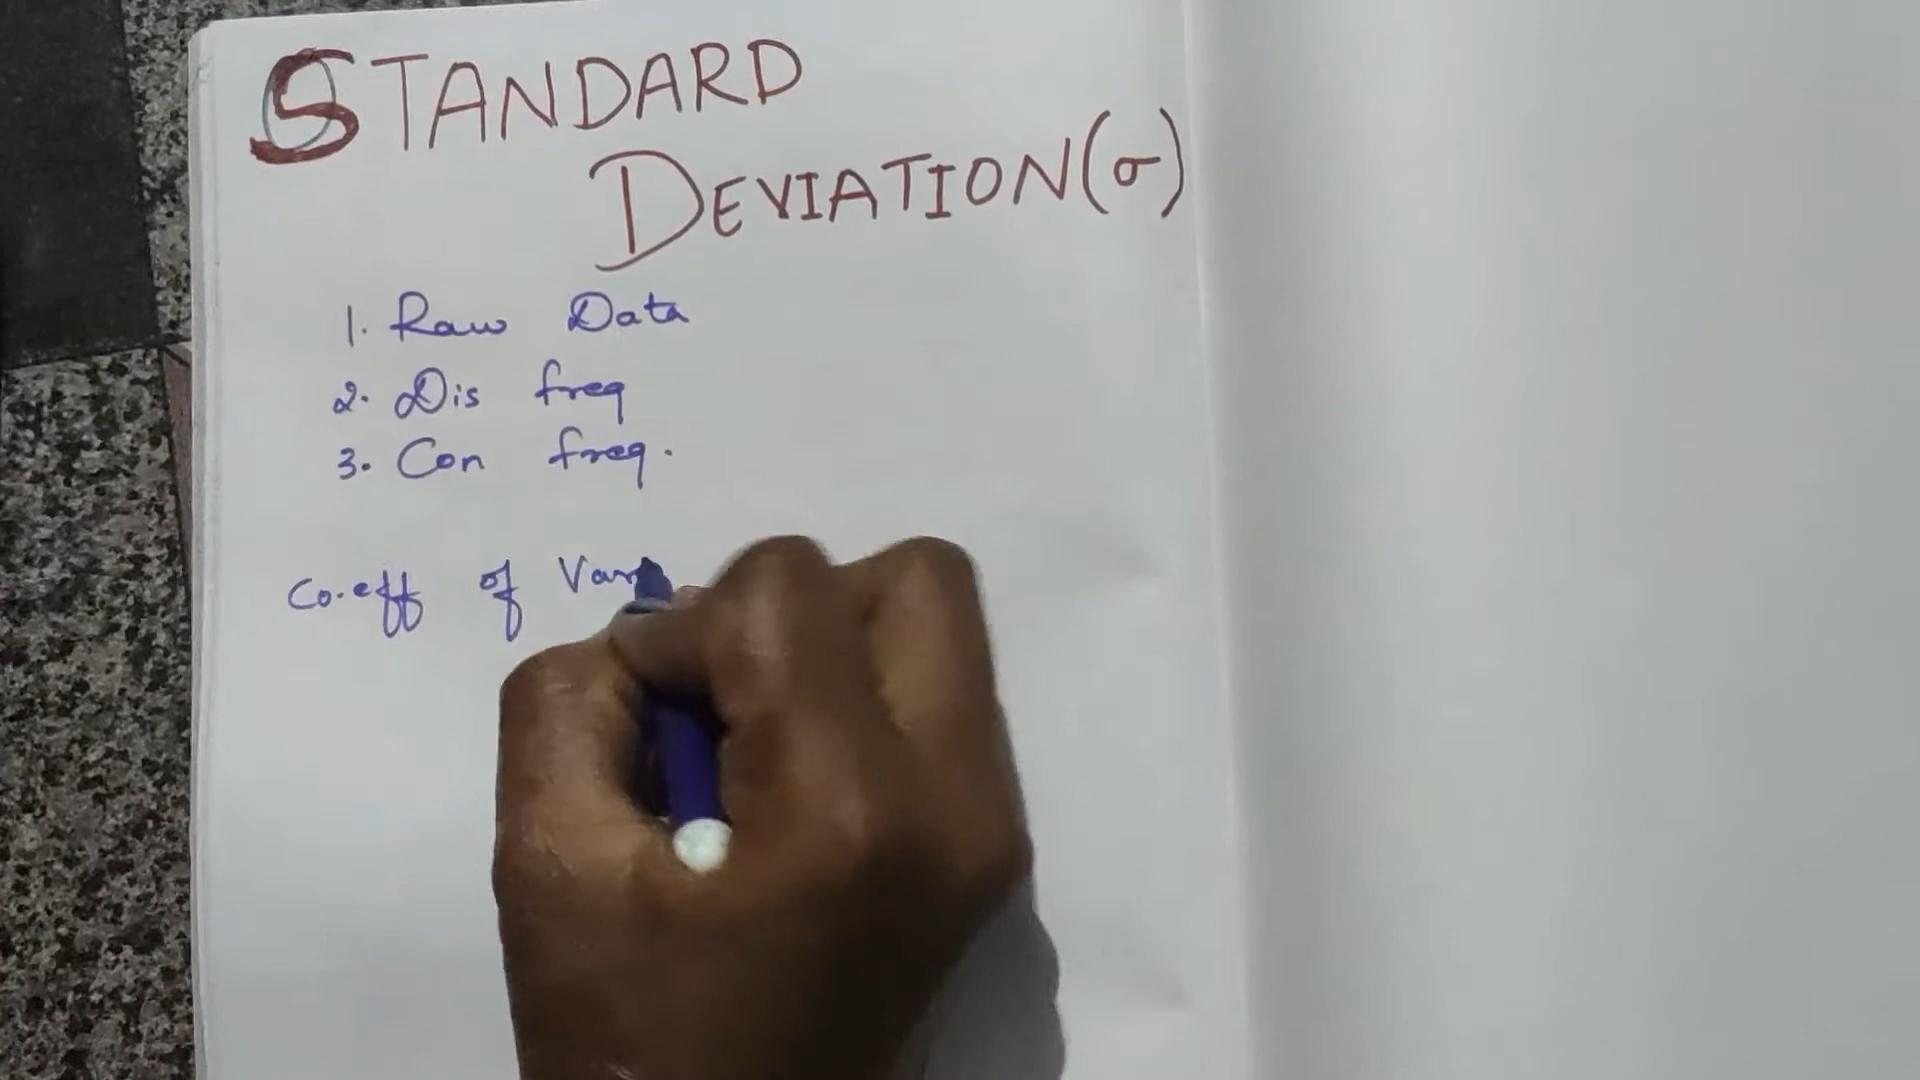 STANDARD
DEVIATION(σ)
1. Raw Data
2. Dis freq
3. Con freq.
Co.eff of